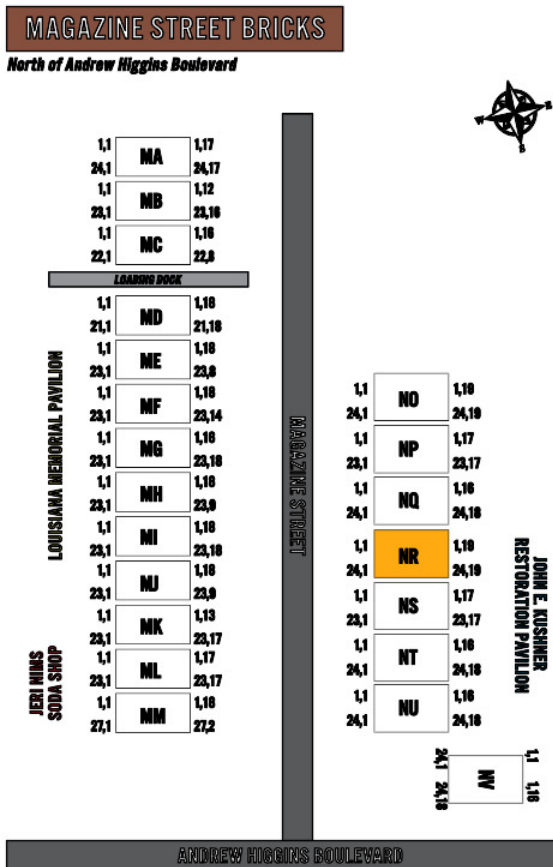 MAGAZINE STREET BRICKS
North of Andrew Higgins Boulevard
N
W E
S
1,1 MA 1,17
24,1 24,17
1,1 MB 1,12
23,1 23,16
1,1 MC 1,16
22,1 22,8
LOADING DOCK
1,1 MD 1,18
21,1 21,18
1,1 ME 1,18
23,1 23,8
1,1 MF 1,18
23,1 23,14
1,1 MG 1,16
23,1 23,18
1,1 MH 1,18
23,1 23,9
1,1 MI 1,18
23,1 23,18
1,1 MJ 1,18
23,1 23,9
1,1 MK 1,13
23,1 23,17
1,1 ML 1,17
23,1 23,17
1,1 MM 1,18
27,1 27,2
LOUISIANA MEMORIAL PAVILION
JERI NIMS
SODA SHOP
MAGAZINE STREET
1,1 NO 1,19
24,1 24,19
1,1 NP 1,17
23,1 23,17
1,1 NQ 1,16
24,1 24,18
1,1 NR 1,19
24,1 24,19
1,1 NS 1,17
23,1 23,17
1,1 NT 1,16
24,1 24,18
1,1 NU 1,16
24,1 24,18
JOHN E. KUSHNER
RESTORATION PAVILION
1,1 NV 1,16
24,1 24,18
ANDREW HIGGINS BOULEVARD